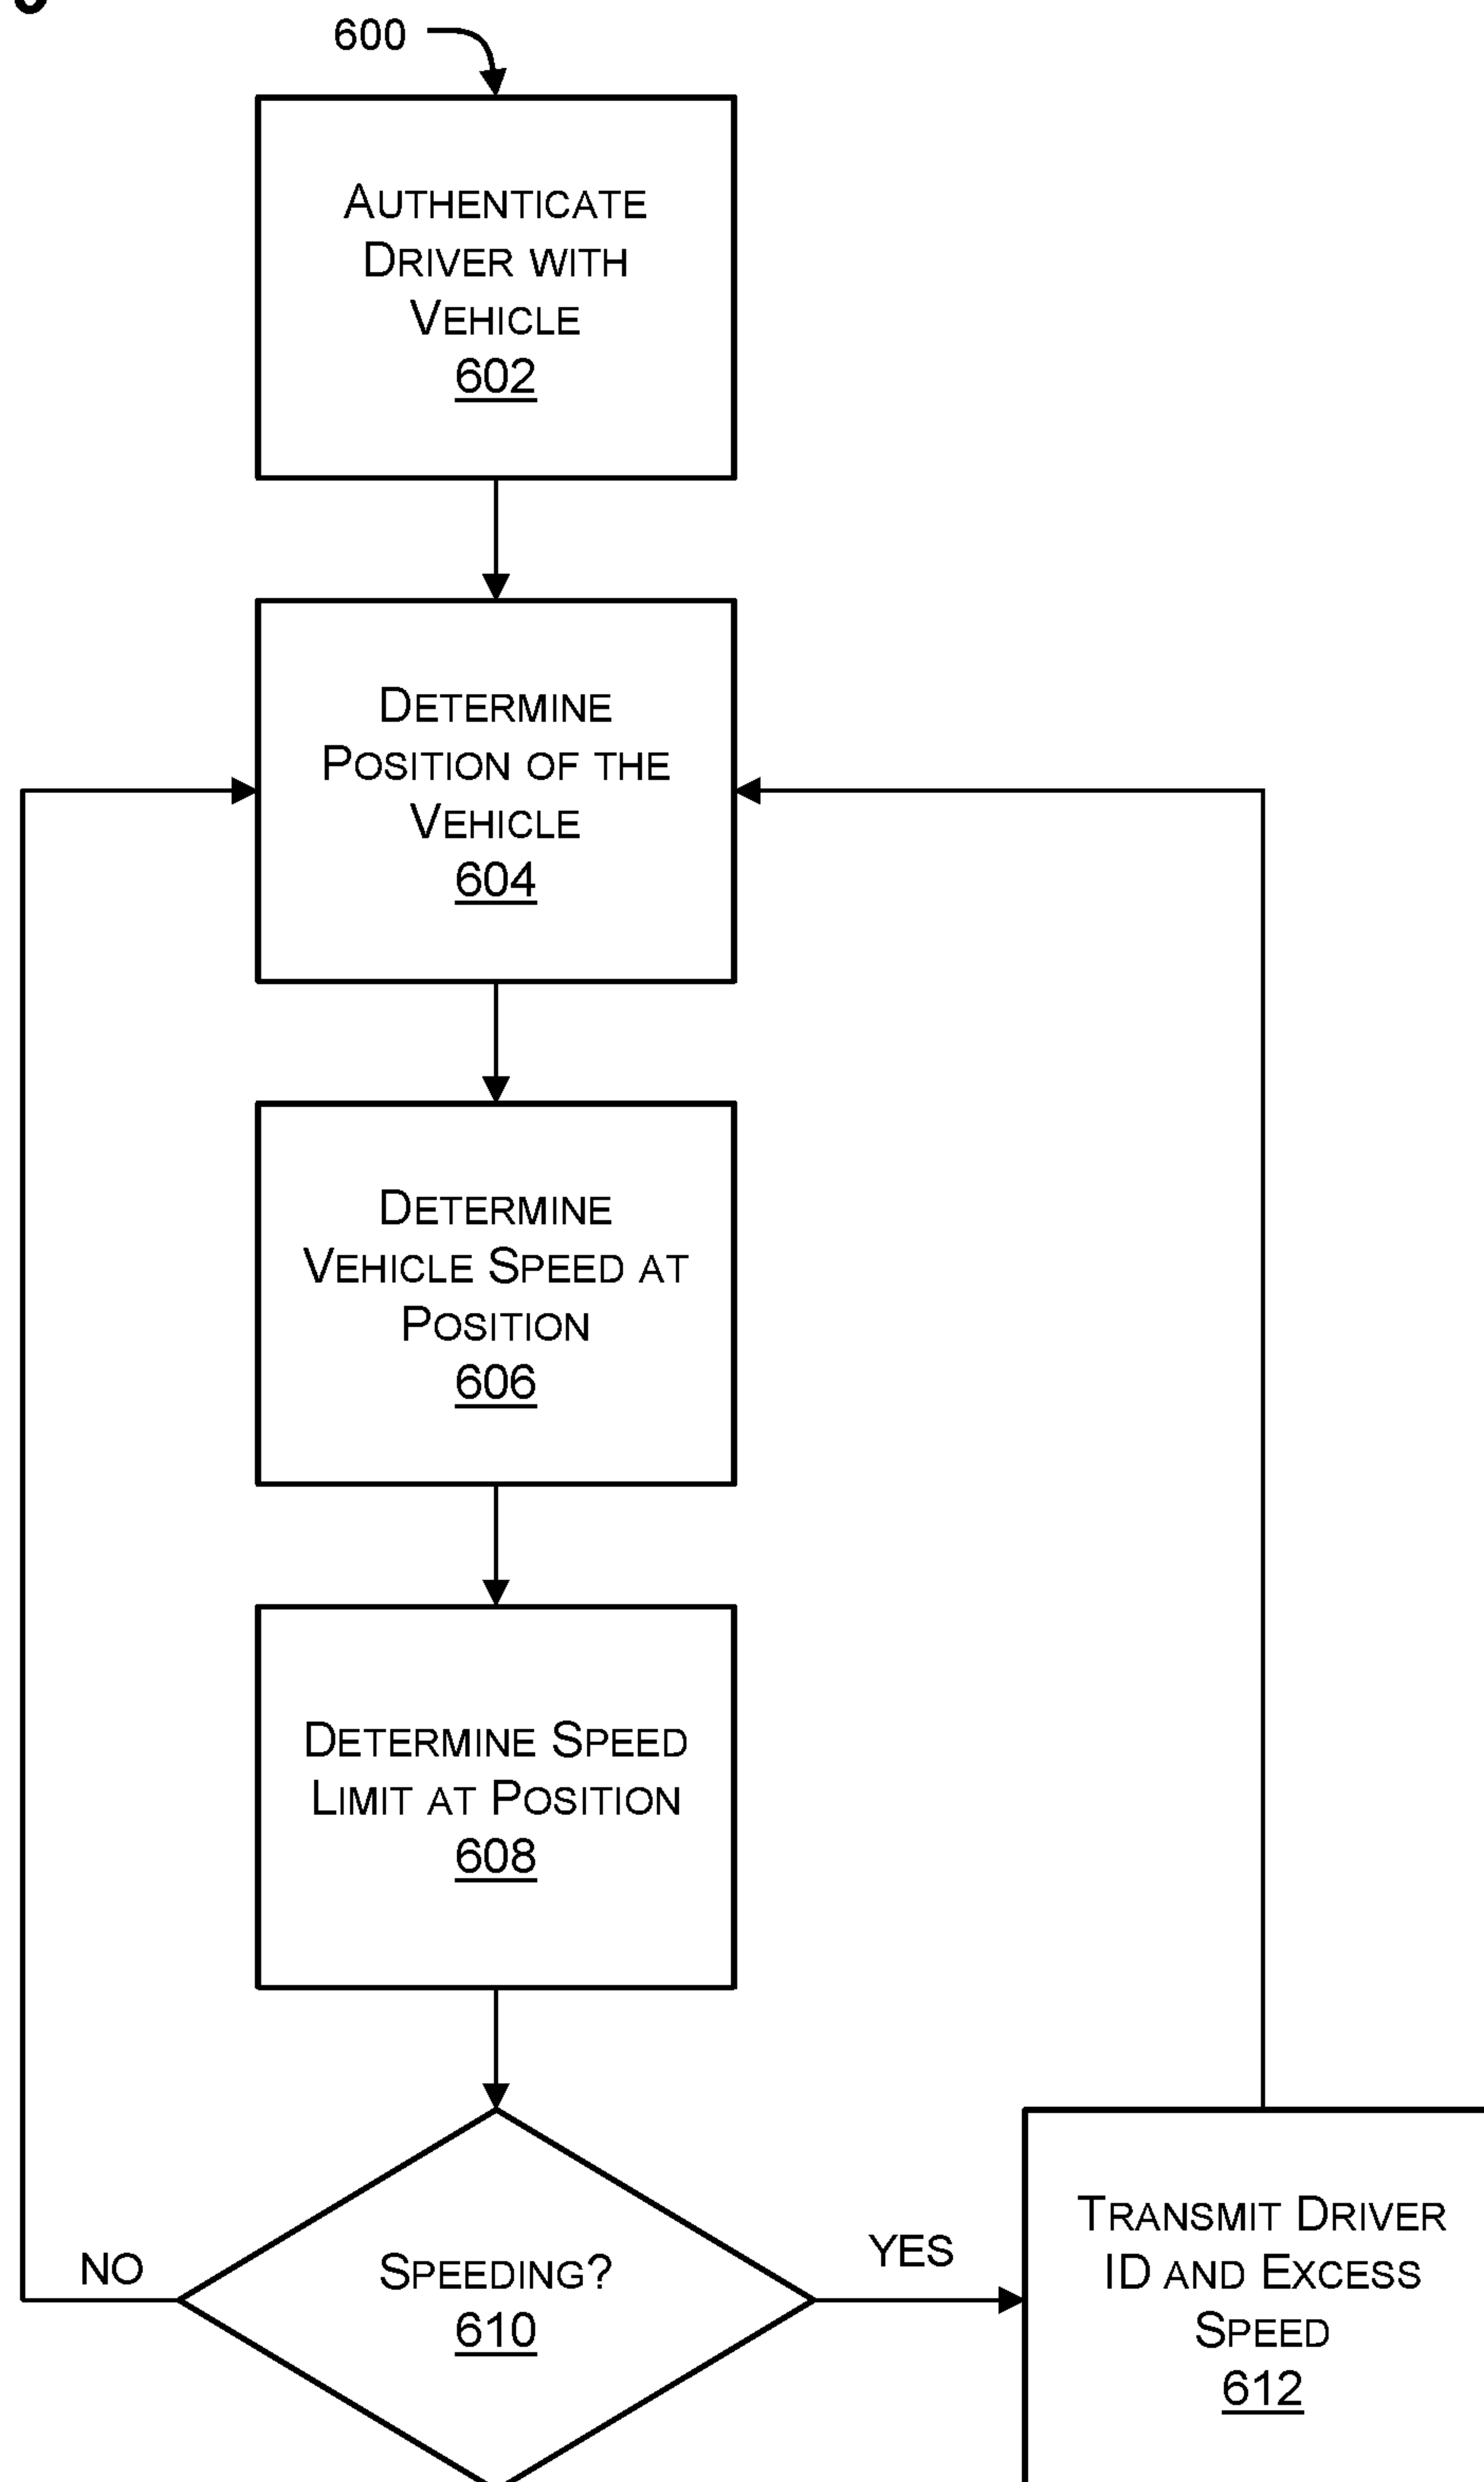 600
AUTHENTICATE
DRIVER WITH
VEHICLE
602
DETERMINE
POSITION OF THE
VEHICLE
604
DETERMINE
VEHICLE SPEED AT
POSITION
606
DETERMINE SPEED
LIMIT AT POSITION
608
NO
SPEEDING?
610
YES
TRANSMIT DRIVER
ID AND EXCESS
SPEED
612